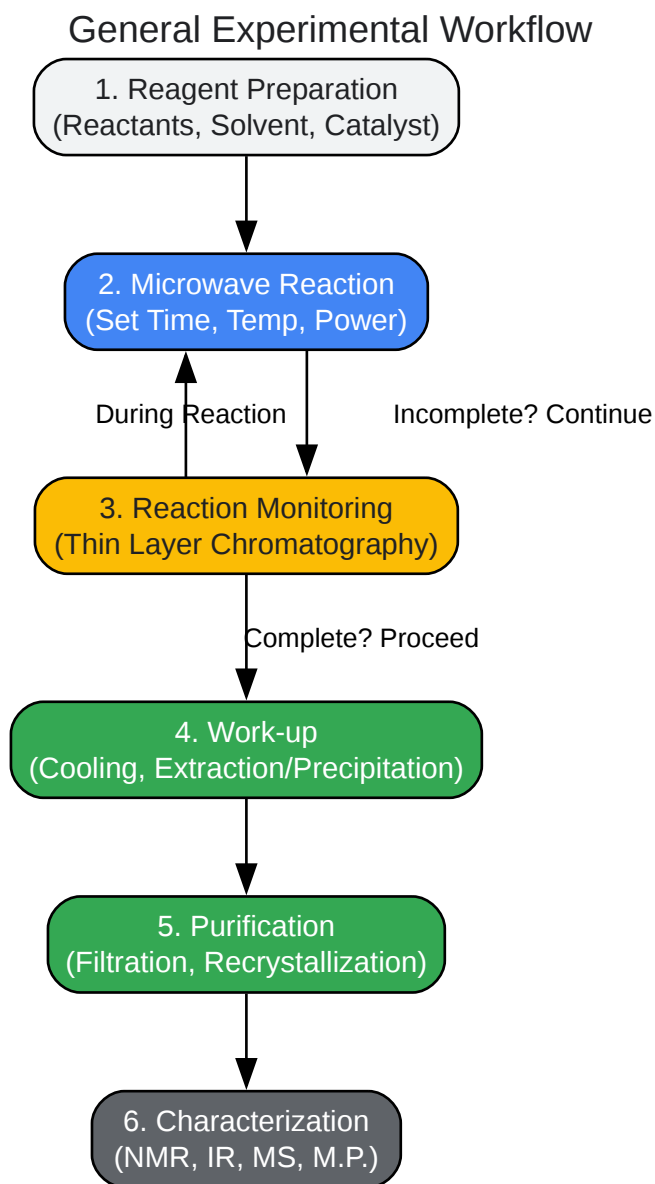 General Experimental Workflow
1. Reagent Preparation
(Reactants, Solvent, Catalyst)
2. Microwave Reaction
(Set Time, Temp, Power)
During Reaction
Incomplete? Continue
3. Reaction Monitoring
(Thin Layer Chromatography)
Complete? Proceed
4. Work-up
(Cooling, Extraction/Precipitation)
5. Purification
(Filtration, Recrystallization)
6. Characterization
(NMR, IR, MS, M.P.)